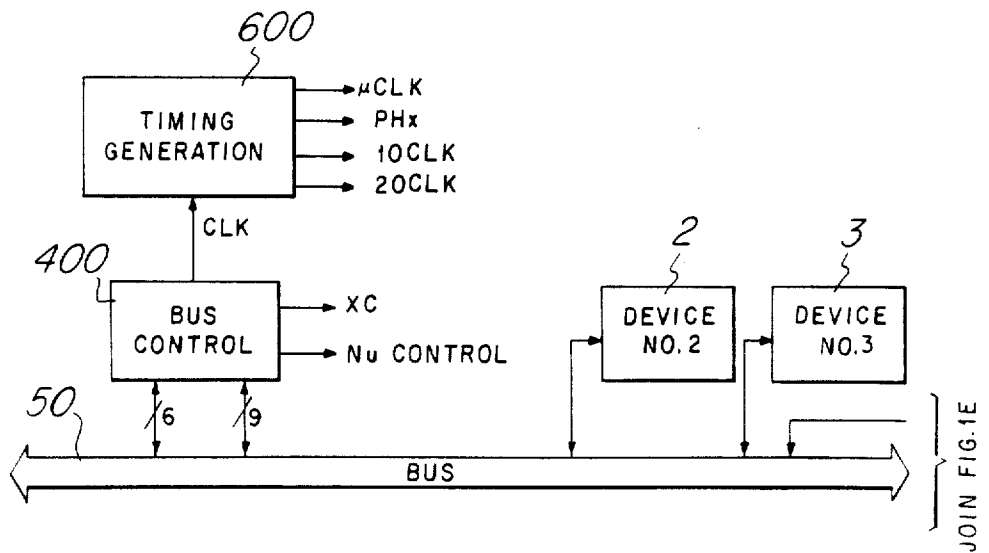 600
TIMING
GENERATION
μCLK
PHx
10CLK
20CLK
CLK
400
BUS
CONTROL
XC
Nu CONTROL
2
DEVICE
NO.2
3
DEVICE
NO.3
6
9
50
BUS
JOIN FIG.1E